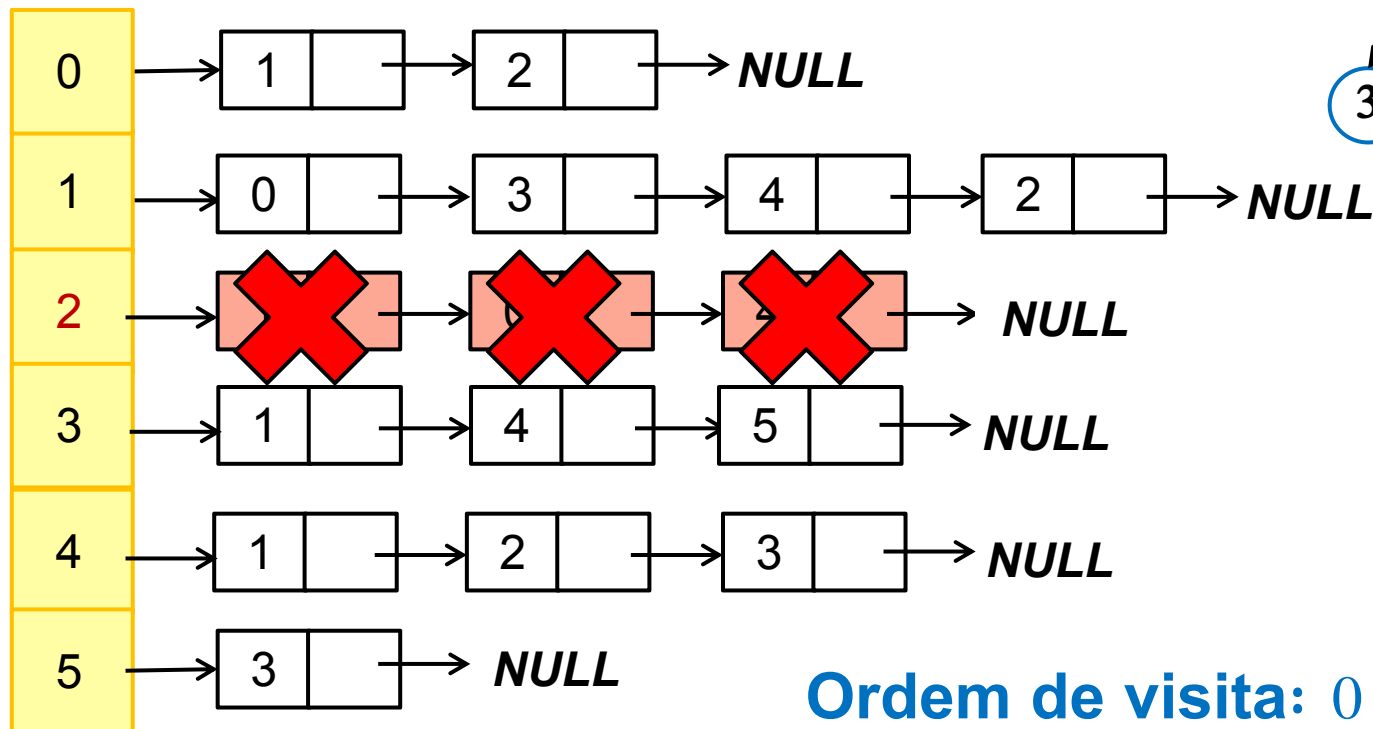 0 1 2 NULL
3
1 0 3 4 2 NULL
2 NULL
3 1 4 5 NULL
4 1 2 3 NULL
5 3 NULL
Ordem de visita: 0